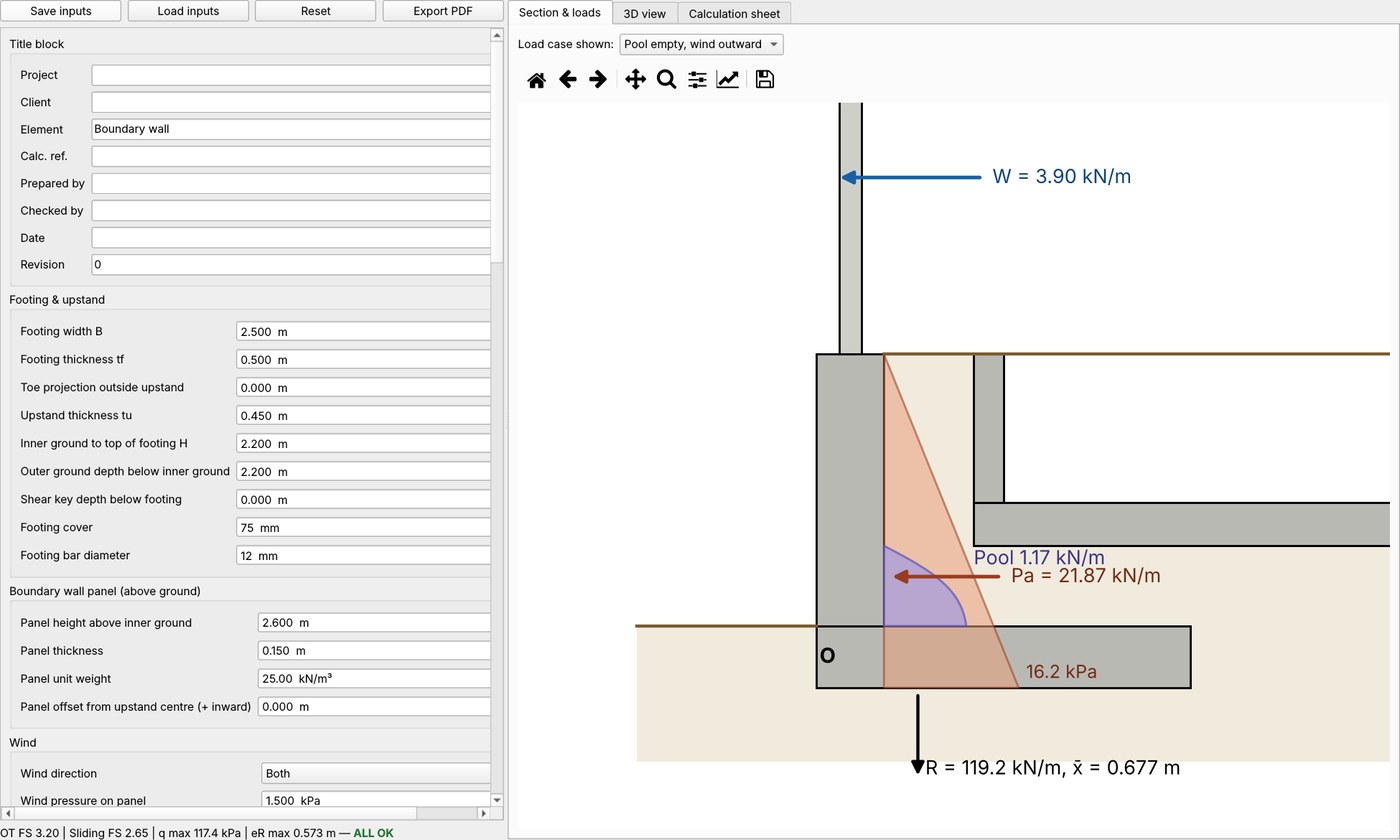 Save inputs Load inputs Reset Export PDF
Section & loads 3D view Calculation sheet
Title block
Project
Client
Element Boundary wall
Calc. ref.
Prepared by
Checked by
Date
Revision 0
Footing & upstand
Footing width B 2.500 m
Footing thickness tf 0.500 m
Toe projection outside upstand 0.000 m
Upstand thickness tu 0.450 m
Inner ground to top of footing H 2.200 m
Outer ground depth below inner ground 2.200 m
Shear key depth below footing 0.000 m
Footing cover 75 mm
Footing bar diameter 12 mm
Boundary wall panel (above ground)
Panel height above inner ground 2.600 m
Panel thickness 0.150 m
Panel unit weight 25.00 kN/m³
Panel offset from upstand centre (+ inward) 0.000 m
Wind
Wind direction Both
Wind pressure on panel 1.500 kPa
OT FS 3.20 | Sliding FS 2.65 | q max 117.4 kPa | eR max 0.573 m — ALL OK
Load case shown: Pool empty, wind outward
W = 3.90 kN/m
Pool 1.17 kN/m
Pa = 21.87 kN/m
O
16.2 kPa
R = 119.2 kN/m, x̄ = 0.677 m